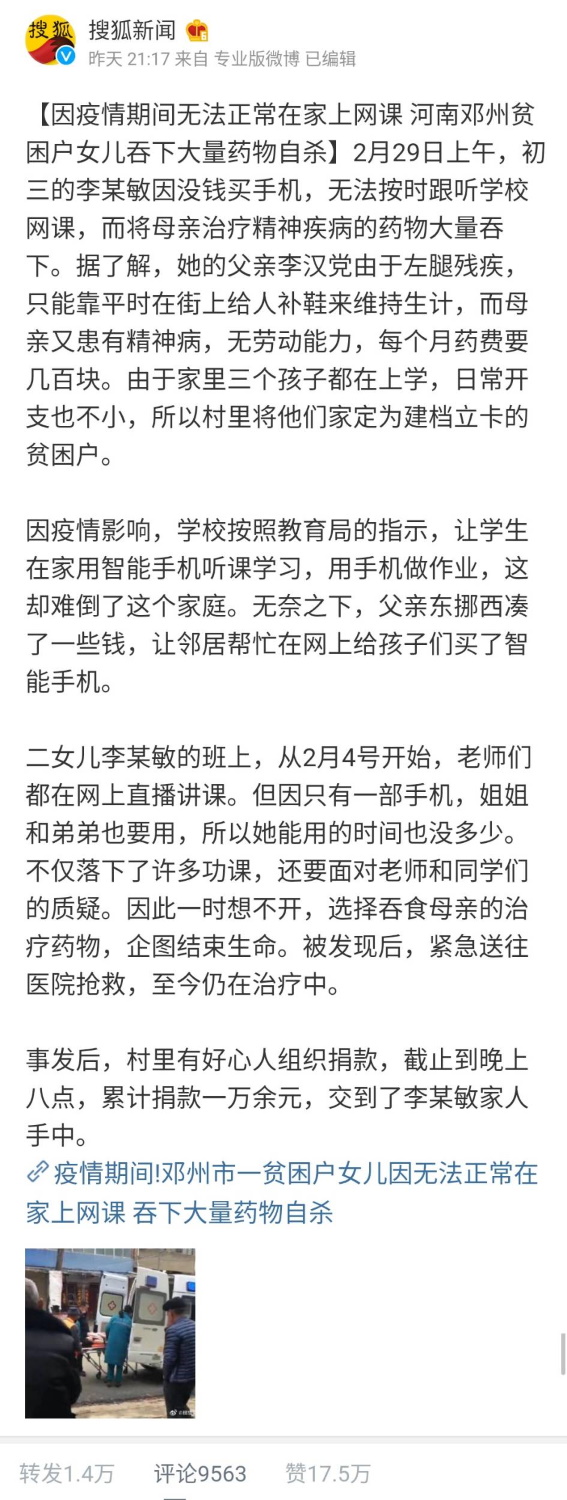 搜狐
搜狐新闻
昨天 21:17 来自 专业版微博 已编辑
【因疫情期间无法正常在家上网课 河南邓州贫
困户女儿吞下大量药物自杀】2月29日上午，初
三的李某敏因没钱买手机，无法按时跟听学校
网课，而将母亲治疗精神疾病的药物大量吞
下。据了解，她的父亲李汉党由于左腿残疾，
只能靠平时在街上给人补鞋来维持生计，而母
亲又患有精神病，无劳动能力，每个月药费要
几百块。由于家里三个孩子都在上学，日常开
支也不小，所以村里将他们家定为建档立卡的
贫困户。
因疫情影响，学校按照教育局的指示，让学生
在家用智能手机听课学习，用手机做作业，这
却难倒了这个家庭。无奈之下，父亲东挪西凑
了一些钱，让邻居帮忙在网上给孩子们买了智
能手机。
二女儿李某敏的班上，从2月4号开始，老师们
都在网上直播讲课。但因只有一部手机，姐姐
和弟弟也要用，所以她能用的时间也没多少。
不仅落下了许多功课，还要面对老师和同学们
的质疑。因此一时想不开，选择吞食母亲的治
疗药物，企图结束生命。被发现后，紧急送往
医院抢救，至今仍在治疗中。
事发后，村里有好心人组织捐款，截止到晚上
八点，累计捐款一万余元，交到了李某敏家人
手中。
疫情期间!邓州市一贫困户女儿因无法正常在
家上网课 吞下大量药物自杀
转发1.4万 评论9563 赞17.5万